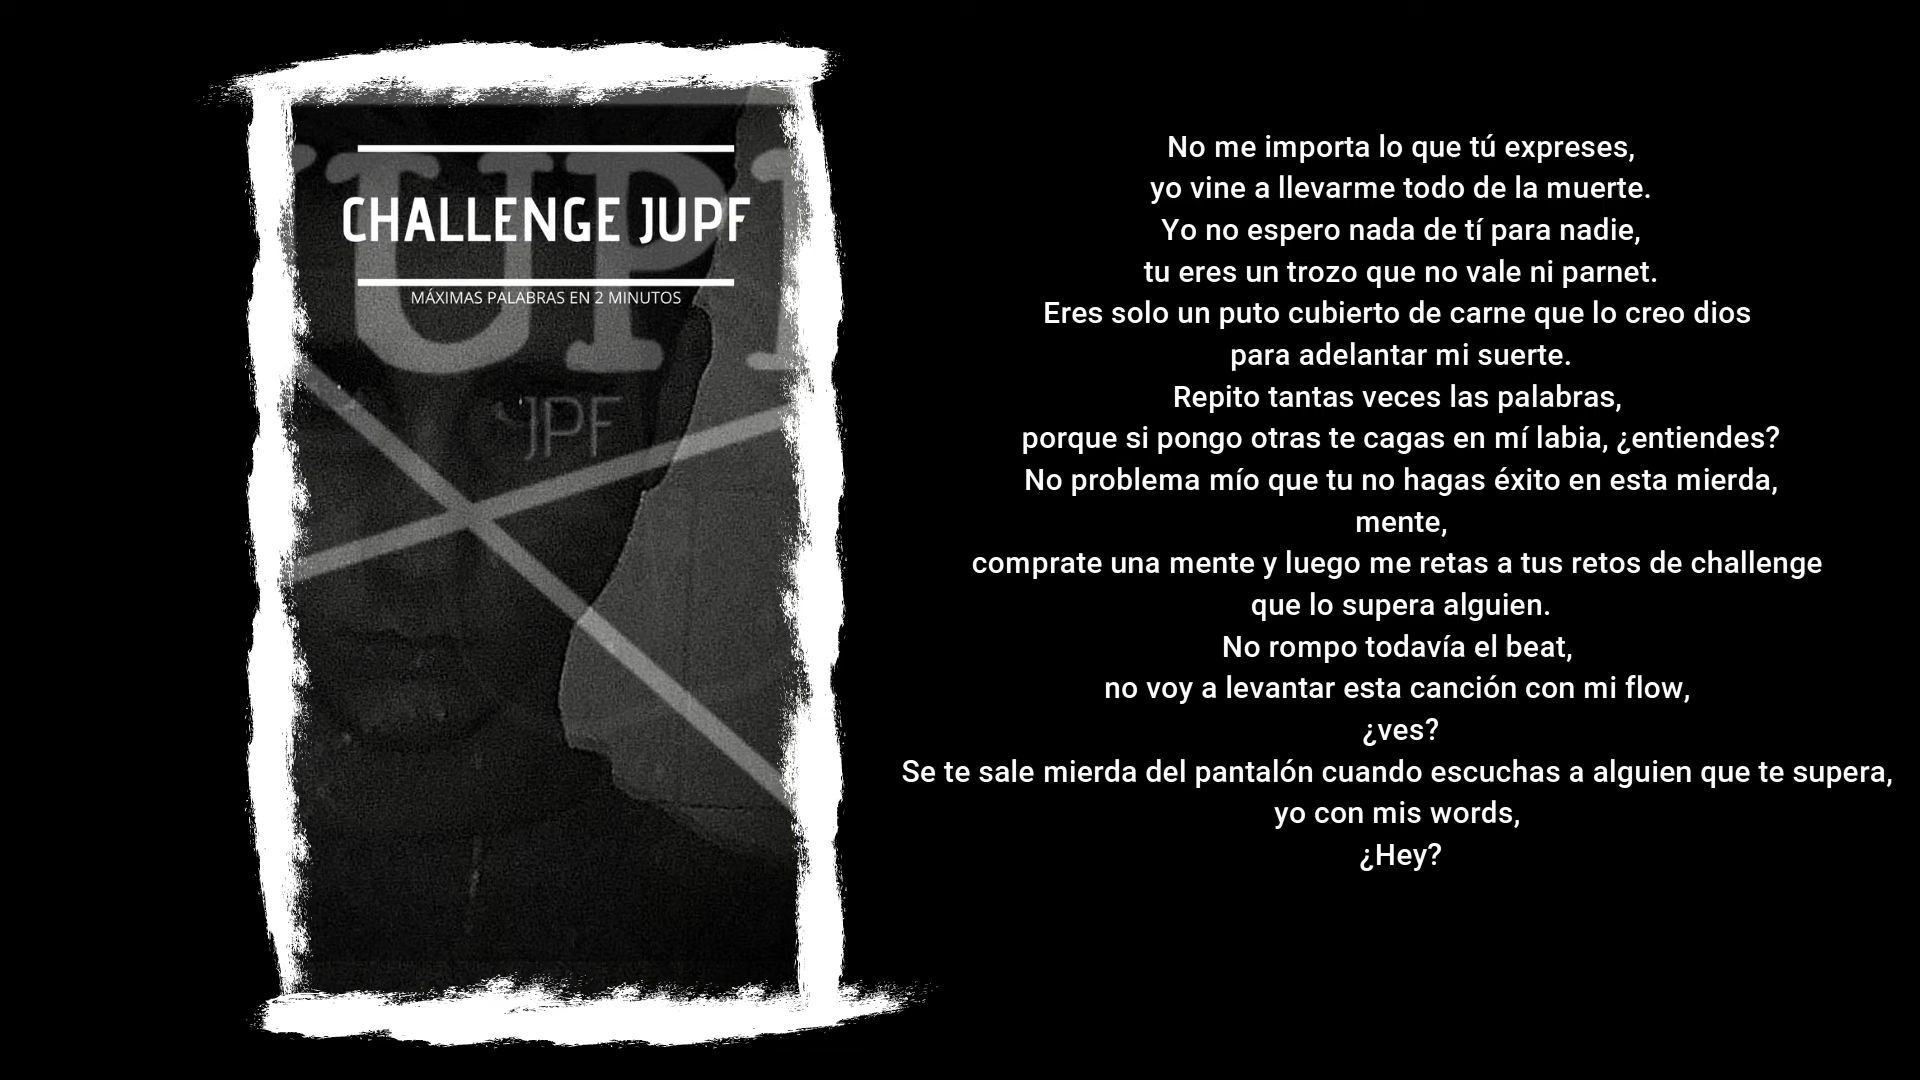 CHALLENGE JUPF
MÁXIMAS PALABRAS EN 2 MINUTOS
JPF
No me importa lo que tú expreses,
yo vine a llevarme todo de la muerte.
Yo no espero nada de tí para nadie,
tu eres un trozo que no vale ni parnet.
Eres solo un puto cubierto de carne que lo creo dios
para adelantar mi suerte.
Repito tantas veces las palabras,
porque si pongo otras te cagas en mí labia, ¿entiendes?
No problema mío que tu no hagas éxito en esta mierda,
mente,
comprate una mente y luego me retas a tus retos de challenge
que lo supera alguien.
No rompo todavía el beat,
no voy a levantar esta canción con mi flow,
¿ves?
Se te sale mierda del pantalón cuando escuchas a alguien que te supera,
yo con mis words,
¿Hey?